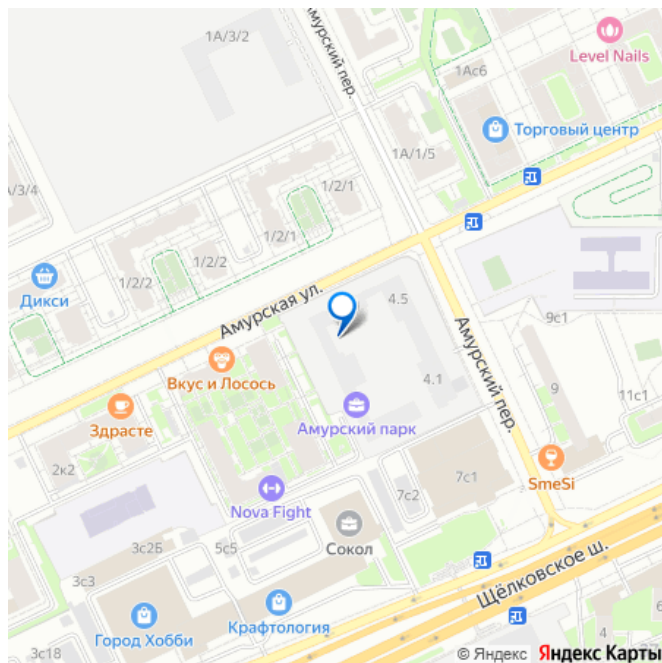 1А/3/2
Амурский пер.
Level Nails
1Ас6
Торговый центр
1А/1/5
А/3/4
1/2/1
1/2/1
1/2/2
1/2/2
Дикси
4.5
Амурская ул.
9с1
Амурский пер.
Вкус и Лосось
4.1
9
11с1
Здрасте
Амурский парк
2к2
7с1
SmeSi
7с2
Nova Fight
Сокол
3с2Б
5с5
3с3
Щёлковское ш.
Город Хобби
Крафтология
4
6
3с18
© Яндекс Яндекс Карты